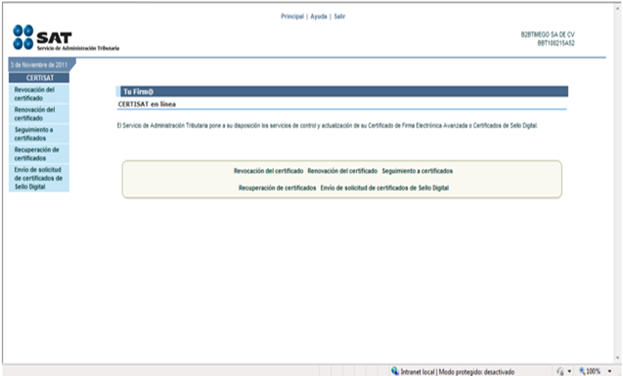 Principal | Ayuda | Salir
SAT
Servicio de Administración Tributaria
B2BTIMEGO SA DE CV
BBT100215AS2
3 de Noviembre de 2011
CERTISAT
Revocación del
certificado
Renovación del
certificado
Seguimiento a
certificados
Recuperación de
certificados
Envío de solicitud
de certificados de
Sello Digital
Tu Firm@
CERTISAT en línea
El Servicio de Administración Tributaria pone a su disposición los servicios de control y actualización de su Certificado de Firma Electrónica Avanzada o Certificados de Sello Digital.
Revocación del certificado Renovación del certificado Seguimiento a certificados
Recuperación de certificados Envío de solicitud de certificados de Sello Digital
Intranet local | Modo protegido: desactivado
100%